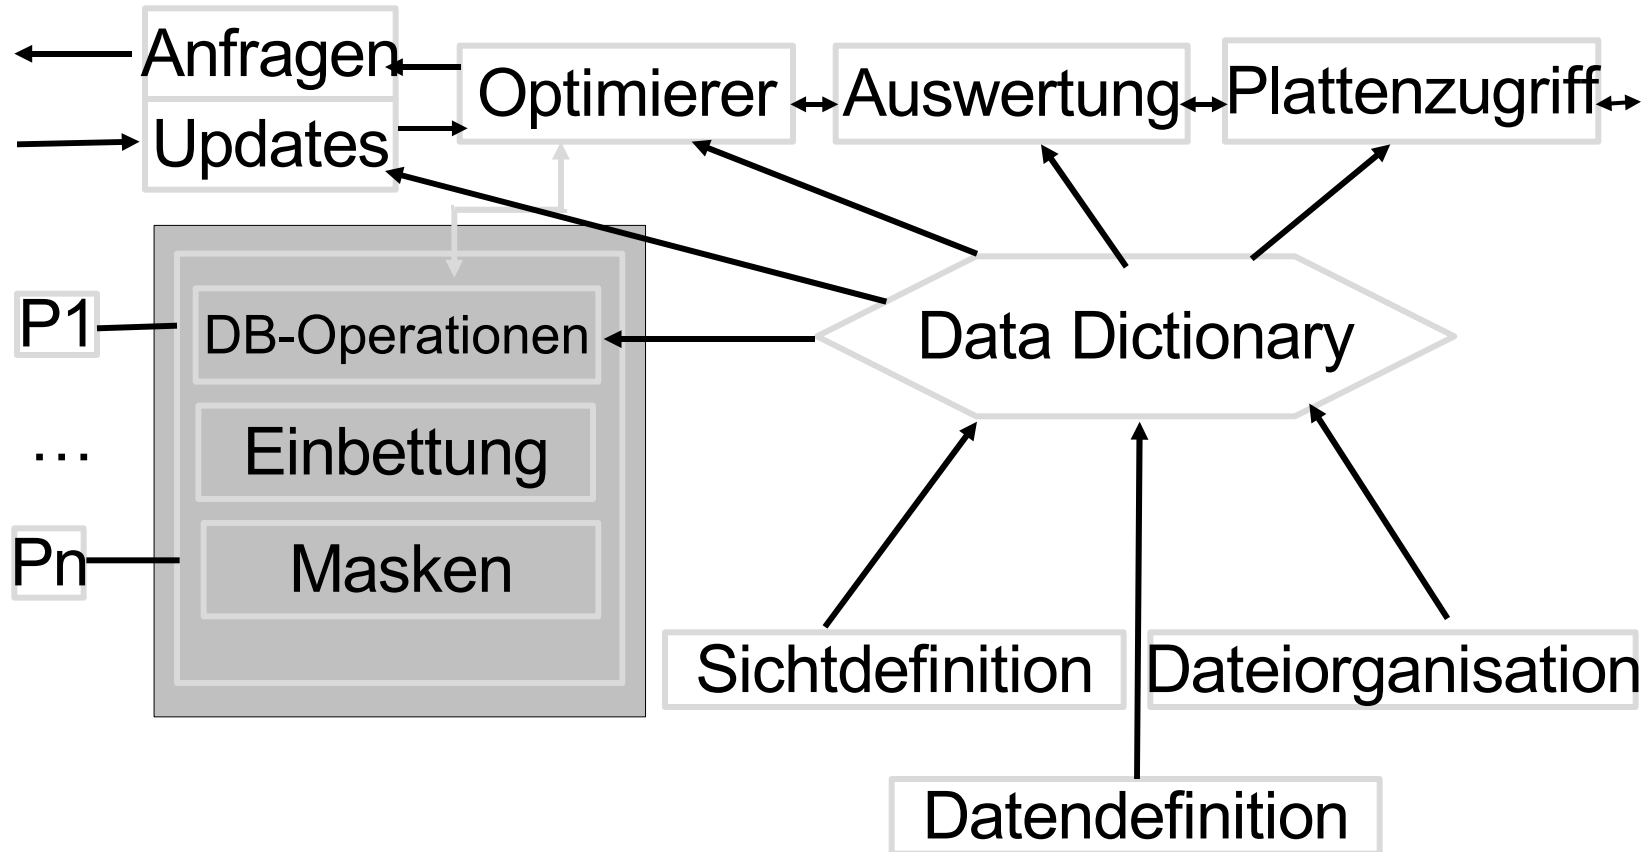 Anfragen
Updates
Optimierer
Auswertung
Plattenzugriff
P1
...
Pn
DB-Operationen
Einbettung
Masken
Data Dictionary
Sichtdefinition
Dateiorganisation
Datendefinition